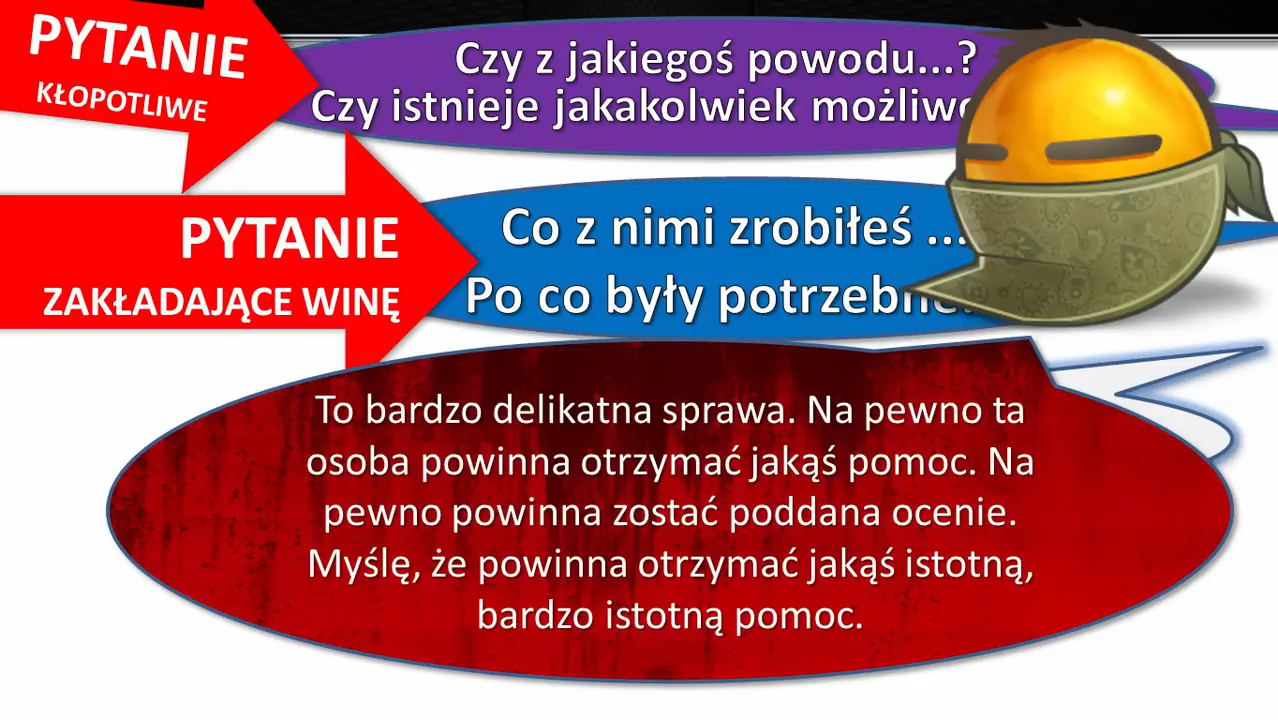 PYTANIE
KŁOPOTLIWE
Czy z jakiegoś powodu...?
Czy istnieje jakakolwiek
PYTANIE
ZAKŁADAJĄCE WINĘ
Co z nimi zrobiłeś ...
Po co były
To bardzo delikatna sprawa. Na pewno ta
osoba powinna otrzymać jakąś pomoc. Na
pewno powinna zostać poddana ocenie.
Myślę, że powinna otrzymać jakąś istotną,
bardzo istotną pomoc.